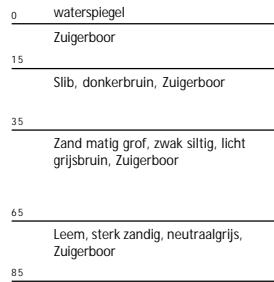 0 waterspiegel
Zuigerboor
15
Slib, donkerbruin, Zuigerboor
35
Zand matig grof, zwak siltig, licht
grijsbruin, Zuigerboor
65
Leem, sterk zandig, neutraalgrijs,
Zuigerboor
85